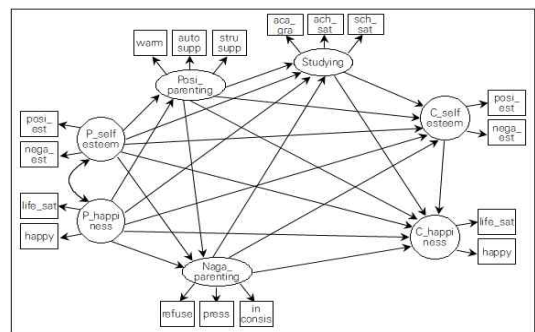 aca_
gra
ach_
sat
sch_
sat
warm
auto
supp
stru
supp
Studying
Posi_
parenting
posi_
est
nega_
est
P_self
esteem
C_self
esteem
posi_
est
nega_
est
life_sat
happy
P_happi
ness
C_happi
ness
life_sat
happy
Naga_
parenting
refuse
press
in
consis